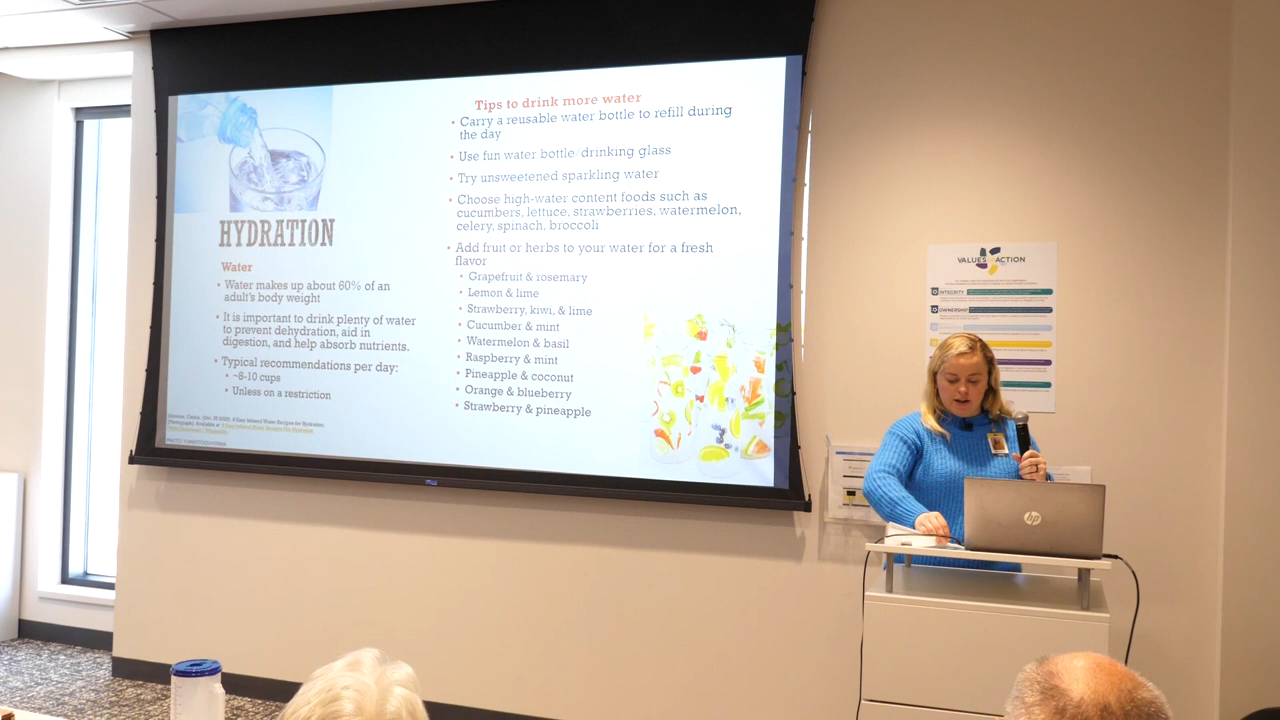 HYDRATION
Water
• Water makes up about 60% of an
adult's body weight
• It is important to drink plenty of water
to prevent dehydration, aid in
digestion, and help absorb nutrients.
• Typical recommendations per day:
• ~8-10 cups
• Unless on a restriction
Tips to drink more water
• Carry a reusable water bottle to refill during
the day
• Use fun water bottle/drinking glass
• Try unsweetened sparkling water
• Choose high-water content foods such as
cucumbers, lettuce, strawberries, watermelon,
celery, spinach, broccoli
• Add fruit or herbs to your water for a fresh
flavor
• Grapefruit & rosemary
• Lemon & lime
• Strawberry, kiwi, & lime
• Cucumber & mint
• Watermelon & basil
• Raspberry & mint
• Pineapple & coconut
• Orange & blueberry
• Strawberry & pineapple
VALUES ACTION
INTEGRITY
OWNERSHIP
hp